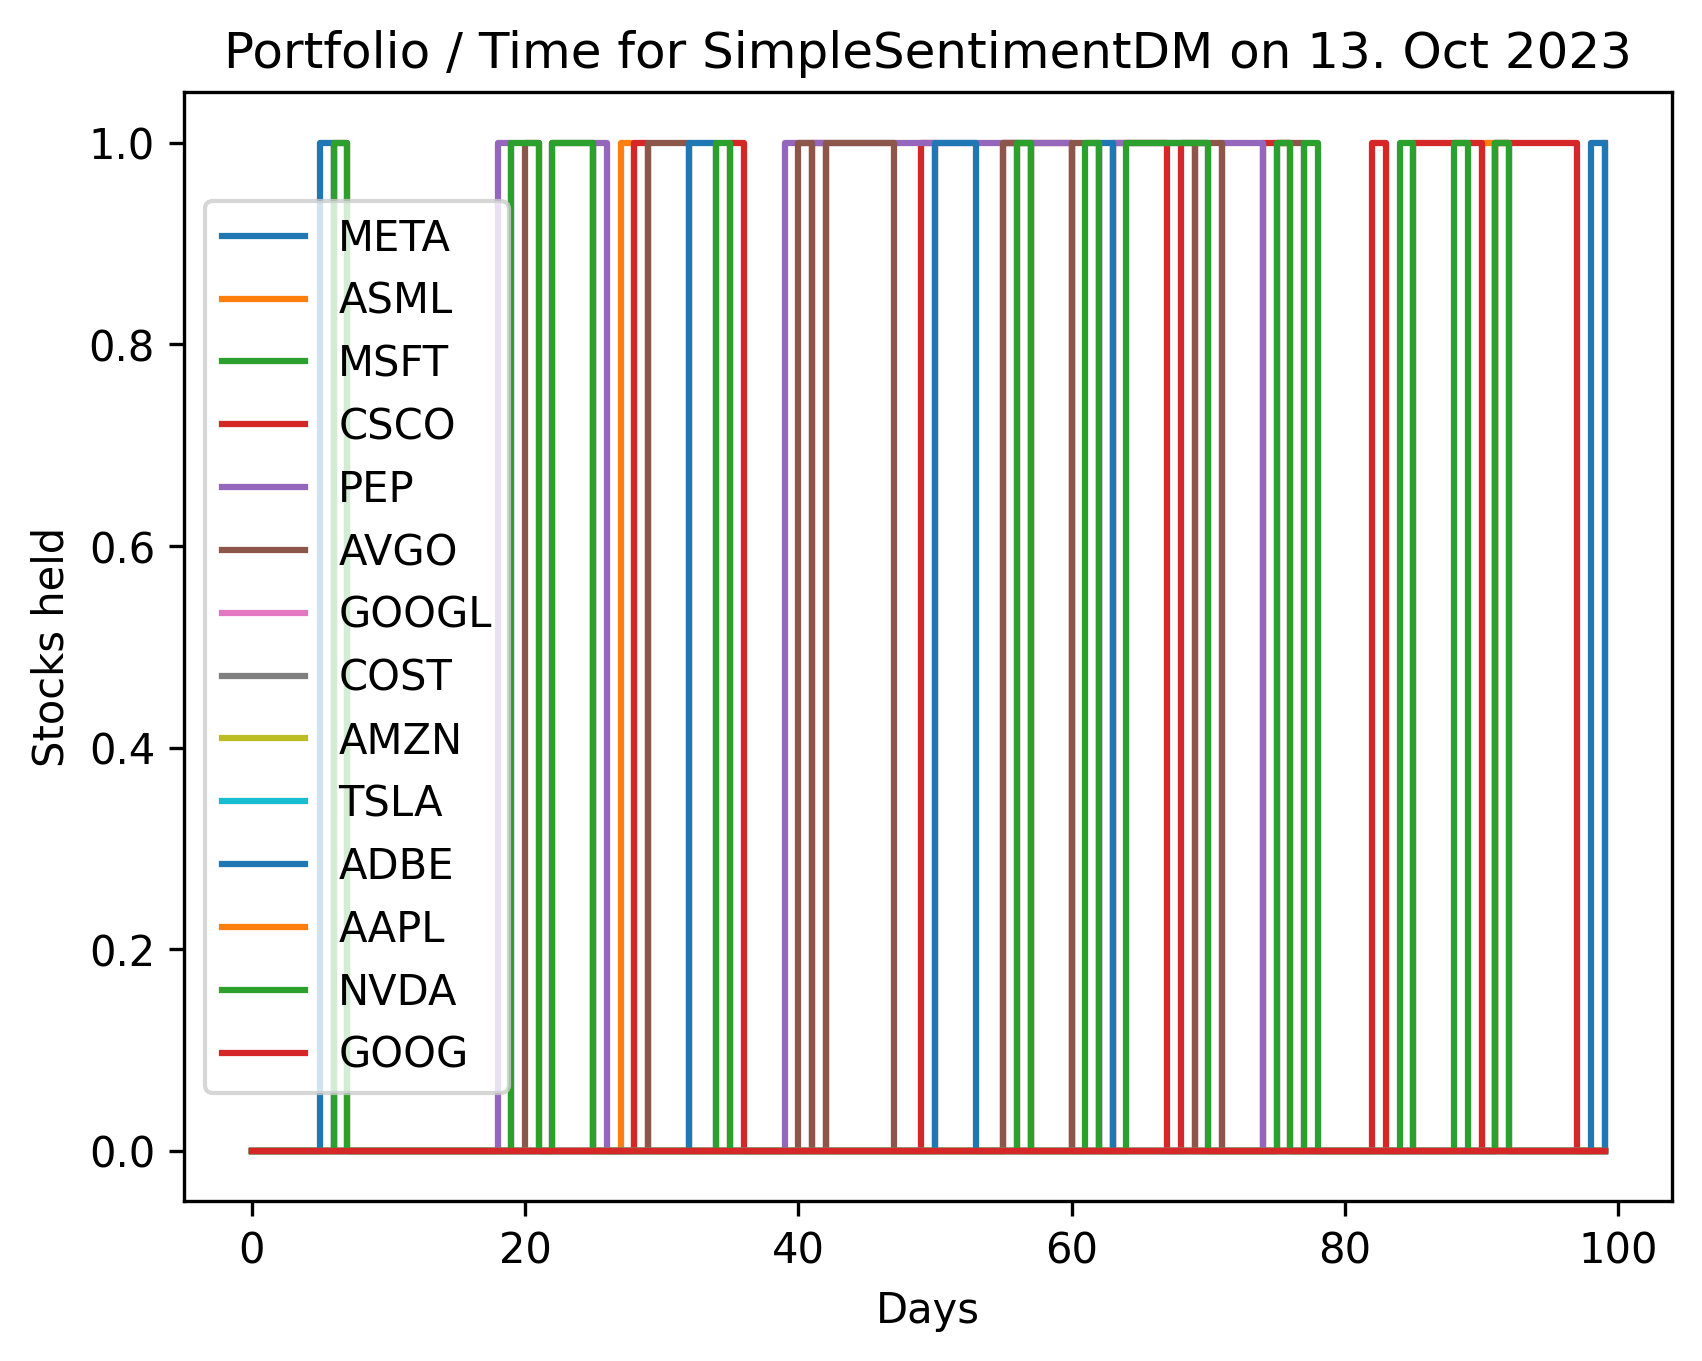 Portfolio / Time for SimpleSentimentDM on 13. Oct 2023
Stocks held
1.0
0.8
0.6
0.4
0.2
0.0
META
ASML
MSFT
CSCO
PEP
AVGO
GOOGL
COST
AMZN
TSLA
ADBE
AAPL
NVDA
GOOG
0
20
40
60
80
100
Days